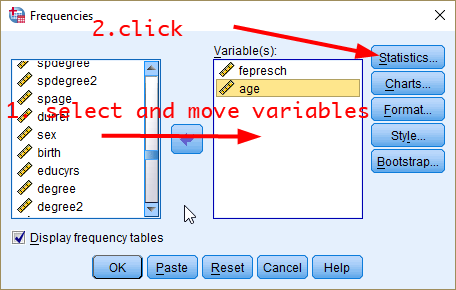 Frequencies
2.click
Variable(s):
spdegree
spdegree2
spage
sex
birth
educyrs
degree
degree2
fepresch
age
1. select and move variables
Statistics...
Charts...
Format...
Style...
Bootstrap...
Display frequency tables
OK
Paste
Reset
Cancel
Help